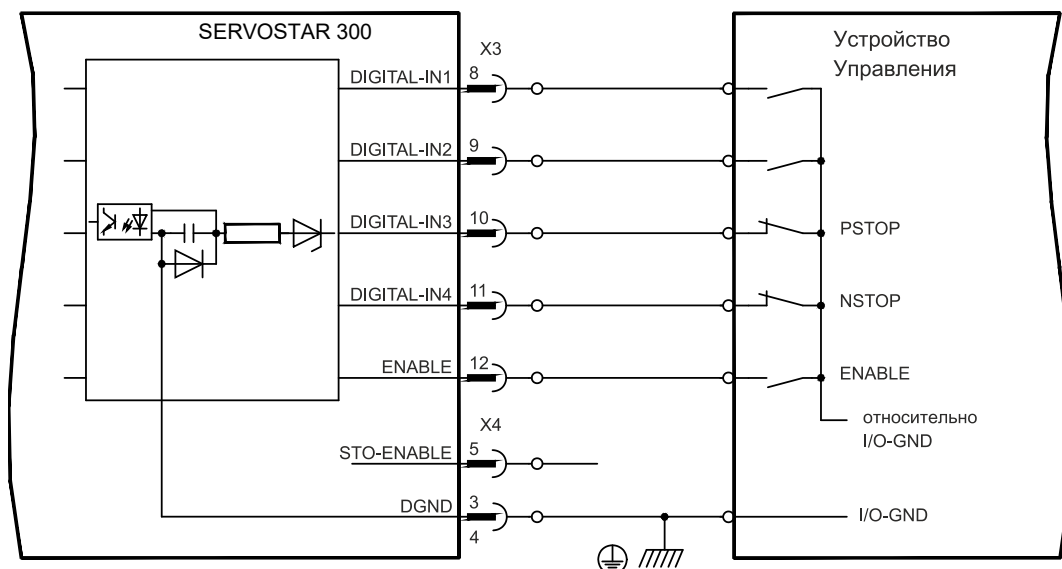 SERVOSTAR 300
X3
Устройство
Управления
DIGITAL-IN1
8
DIGITAL-IN2
9
DIGITAL-IN3
10
PSTOP
DIGITAL-IN4
11
NSTOP
ENABLE
12
ENABLE
X4
относительно
I/O-GND
STO-ENABLE
5
DGND
3
4
I/O-GND